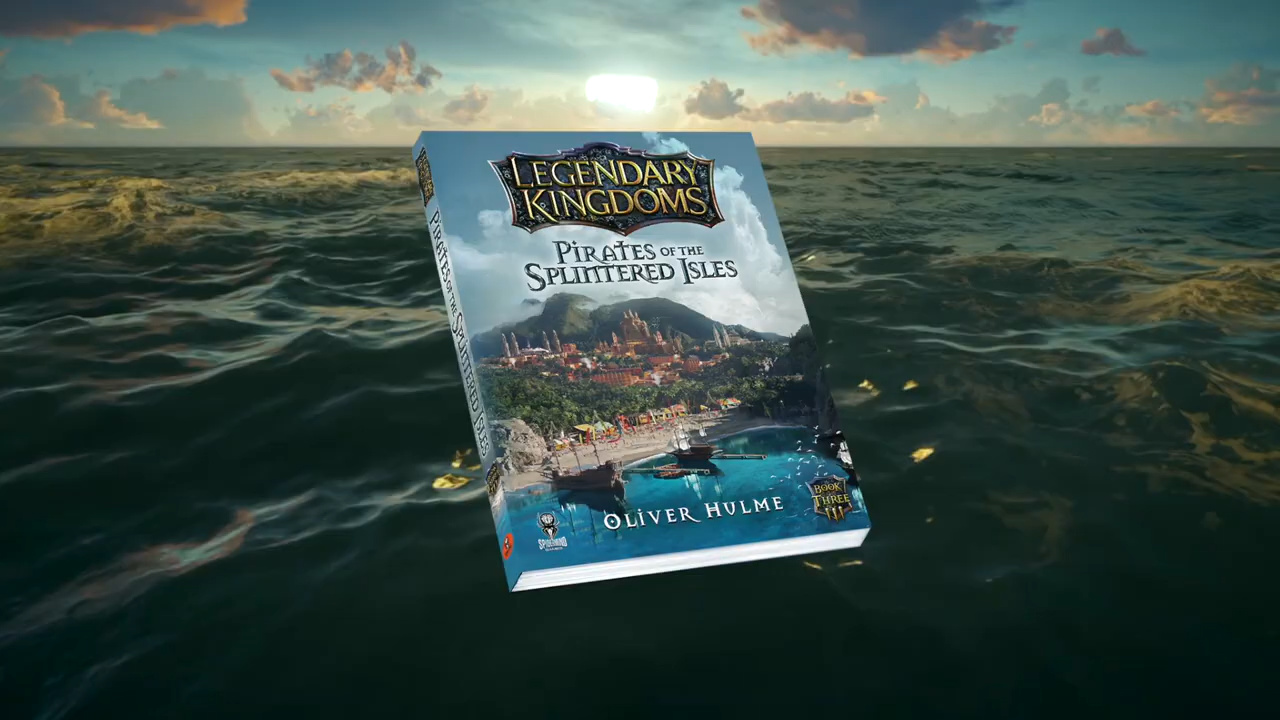 LEGENDARY
KINGDOMS
PIRATES OF THE
SPLINTERED ISLES
PIRATES OF THE SPLINTERED ISLES
BOOK
THREE
III
OLIVER HULME